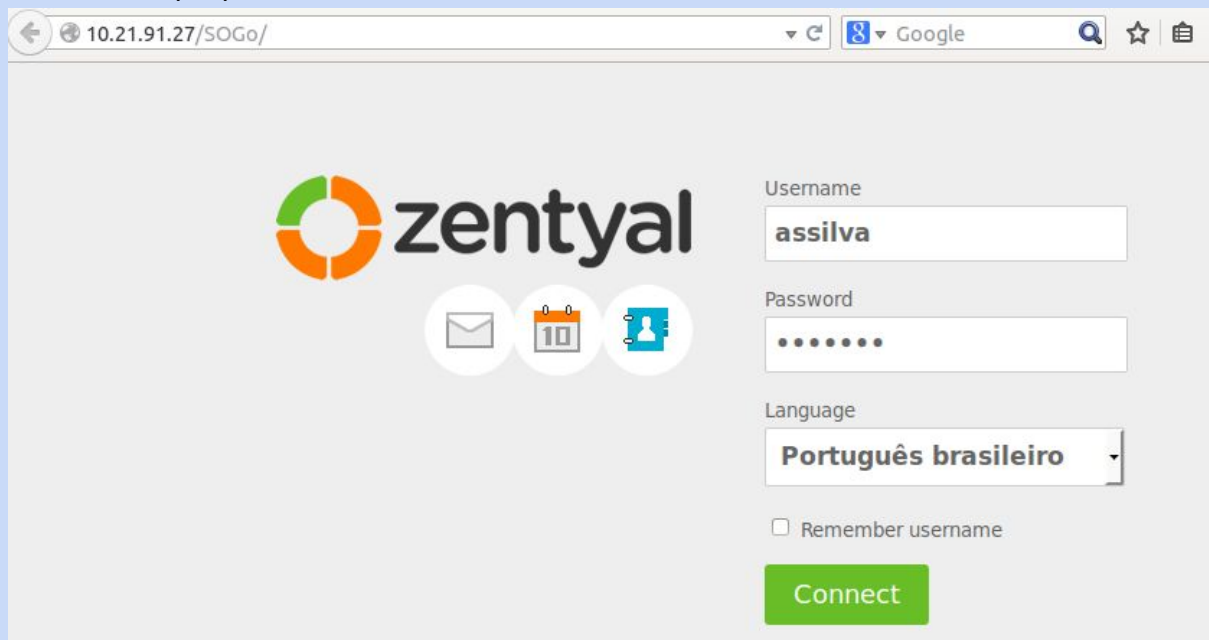 10.21.91.27/SOGo/
Google
zentyal
10
Username
assilva
Password
•••••••
Language
Português brasileiro
Remember username
Connect